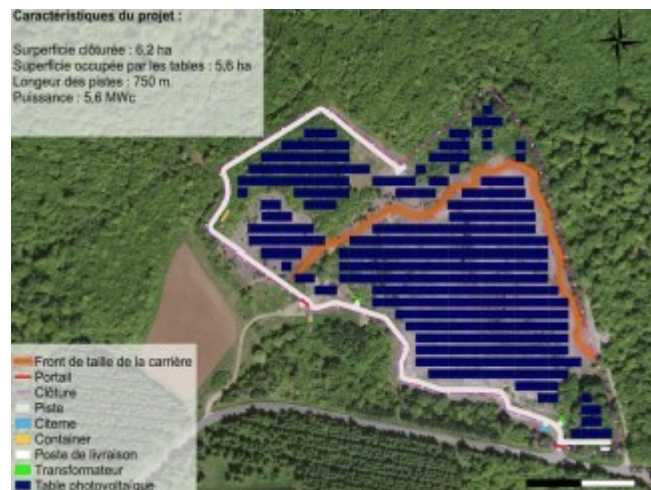 Caractéristiques du projet :
Surperficie clôturée : 6,2 ha
Superficie occupée par les tables : 5,6 ha
Longeur des pistes : 750 m
Puissance : 5,6 MWc
Front de taille de la carrière
Portail
Clôture
Piste
Citerne
Container
Poste de livraison
Transformateur
Table photovoltaïque